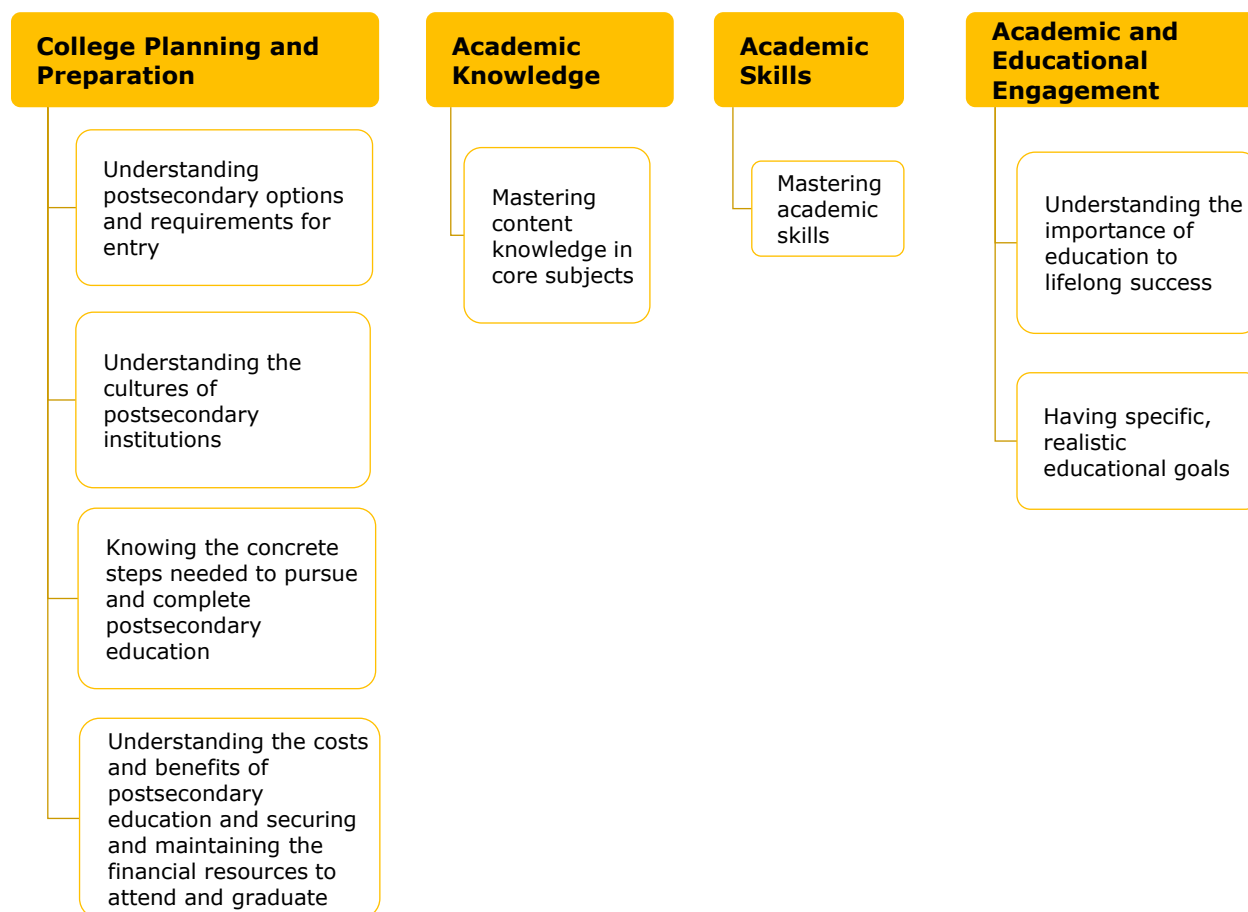 College Planning and
Preparation
Understanding
postsecondary options
and requirements for
entry
Understanding the
cultures of
postsecondary
institutions
Knowing the concrete
steps needed to pursue
and complete
postsecondary
education
Understanding the costs
and benefits of
postsecondary
education and securing
and maintaining the
financial resources to
attend and graduate
Academic
Knowledge
Mastering
content
knowledge in
core subjects
Academic
Skills
Mastering
academic
skills
Academic and
Educational
Engagement
Understanding the
importance of
education to
lifelong success
Having specific,
realistic
educational goals